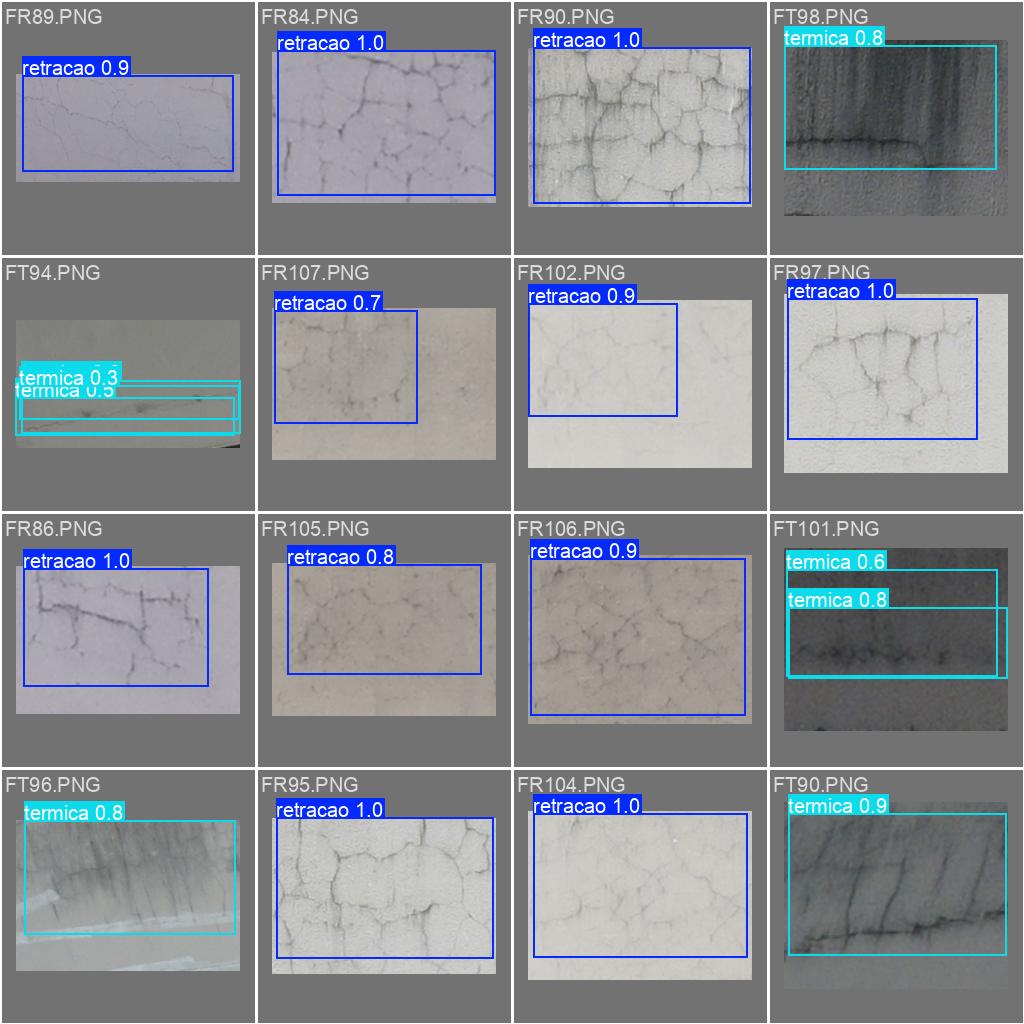 FR89.PNG
retracao 0.9
FR84.PNG
retracao 1.0
FR90.PNG
retracao 1.0
FT98.PNG
termica 0.8
FT94.PNG
termica 0.3
termica 0.5
FR107.PNG
retracao 0.7
FR102.PNG
retracao 0.9
FR97.PNG
retracao 1.0
FR86.PNG
retracao 1.0
FR105.PNG
retracao 0.8
FR106.PNG
retracao 0.9
FT101.PNG
termica 0.6
termica 0.8
FT96.PNG
termica 0.8
FR95.PNG
retracao 1.0
FR104.PNG
retracao 1.0
FT90.PNG
termica 0.9